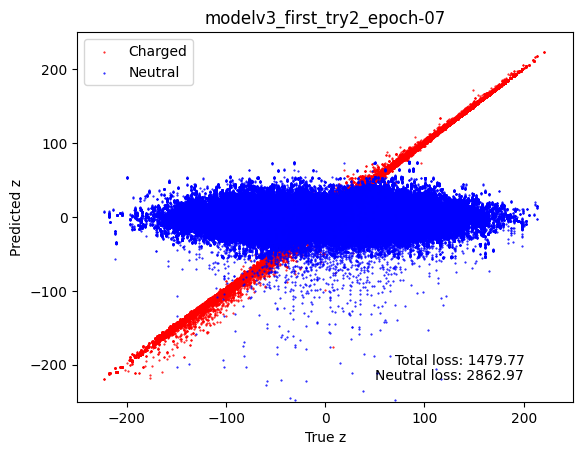 modelv3_first_try2_epoch-07
Charged
Neutral
200
100
0
−100
−200
Predicted z
Total loss: 1479.77
Neutral loss: 2862.97
−200
−100
0
100
200
True z